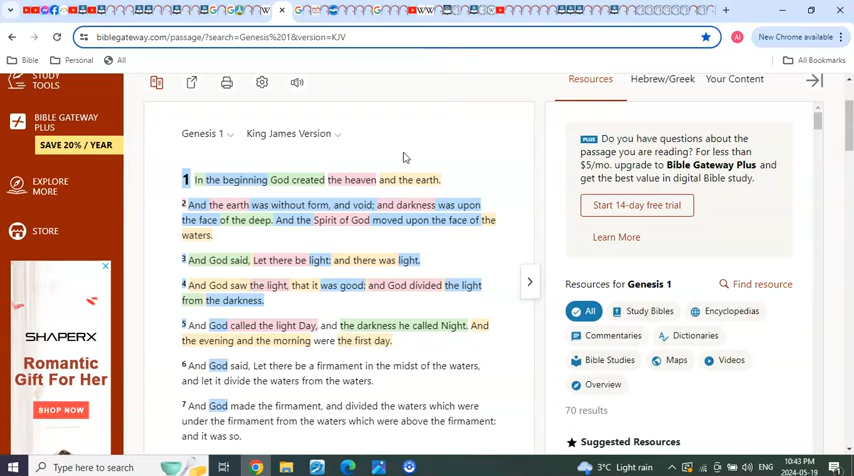 biblegateway.com/passage/?search=Genesis%201&version=KJV
New Chrome available
Bible
Personal
All
All Bookmarks
STUDY
TOOLS
BIBLE GATEWAY
PLUS
SAVE 20% / YEAR
EXPLORE
MORE
STORE
SHAPERX
Romantic
Gift For Her
SHOP NOW
Genesis 1
King James Version
1 In the beginning God created the heaven and the earth.
2 And the earth was without form, and void; and darkness was upon
the face of the deep. And the Spirit of God moved upon the face of the
waters.
3 And God said, Let there be light: and there was light.
4 And God saw the light, that it was good: and God divided the light
from the darkness.
5 And God called the light Day, and the darkness he called Night. And
the evening and the morning were the first day.
6 And God said, Let there be a firmament in the midst of the waters,
and let it divide the waters from the waters.
7 And God made the firmament, and divided the waters which were
under the firmament from the waters which were above the firmament:
and it was so.
Resources
Hebrew/Greek
Your Content
PLUS Do you have questions about the
passage you are reading? For less than
$5/mo. upgrade to Bible Gateway Plus and
get the best value in digital Bible study.
Start 14-day free trial
Learn More
Resources for Genesis 1
Find resource
All
Study Bibles
Encyclopedias
Commentaries
Dictionaries
Bible Studies
Maps
Videos
Overview
70 results
Suggested Resources
Type here to search
3°C Light rain
ENG
10:43 PM
2024-05-19